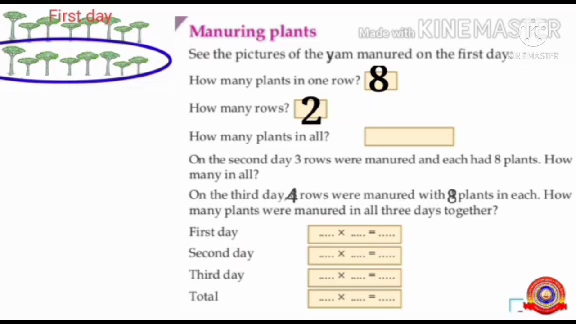 First day
Manuring plants
Made with KINEMASTER
KINEMASTER
See the pictures of the yam manured on the first day:
How many plants in one row? 8
How many rows? 2
How many plants in all?
On the second day 3 rows were manured and each had 8 plants. How
many in all?
On the third day, 4 rows were manured with 8 plants in each. How
many plants were manured in all three days together?
First day ..... × ..... = .....
Second day ..... × ..... = .....
Third day ..... × ..... = .....
Total ..... × ..... = .....